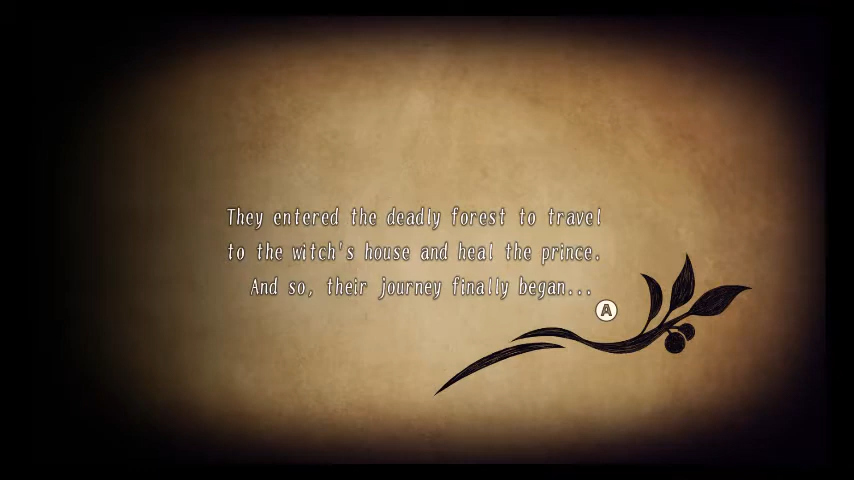 They entered the deadly forest to travel
to the witch's house and heal the prince.
And so, their journey finally began...
A